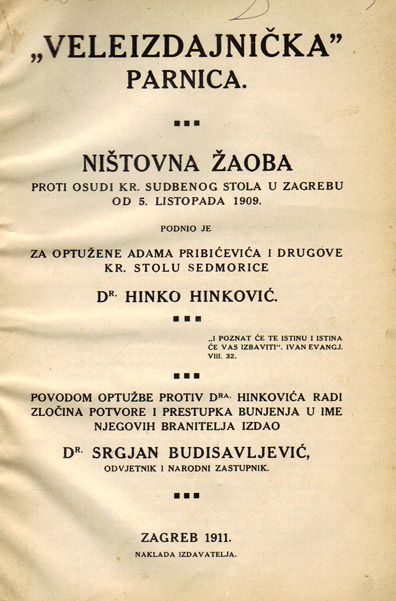 „VELEIZDAJNIČKA”
PARNICA.
NIŠTOVNA ŽAOBA
PROTI OSUDI KR. SUDBENOG STOLA U ZAGREBU
OD 5. LISTOPADA 1909.
PODNIO JE
ZA OPTUŽENE ADAMA PRIBIĆEVIĆA I DRUGOVE
KR. STOLU SEDMORICE
DR. HINKO HINKOVIĆ.
„I POZNAT ĆE TE ISTINU I ISTINA
ĆE VAS IZBAVITI”. IVAN EVANGJ.
VIII. 32.
POVODOM OPTUŽBE PROTIV DRA. HINKOVIĆA RADI
ZLOČINA POTVORE I PRESTUPKA BUNJENJA U IME
NJEGOVIH BRANITELJA IZDAO
DR. SRGJAN BUDISAVLJEVIĆ,
ODVJETNIK I NARODNI ZASTUPNIK.
ZAGREB 1911.
NAKLADA IZDAVATELJA.